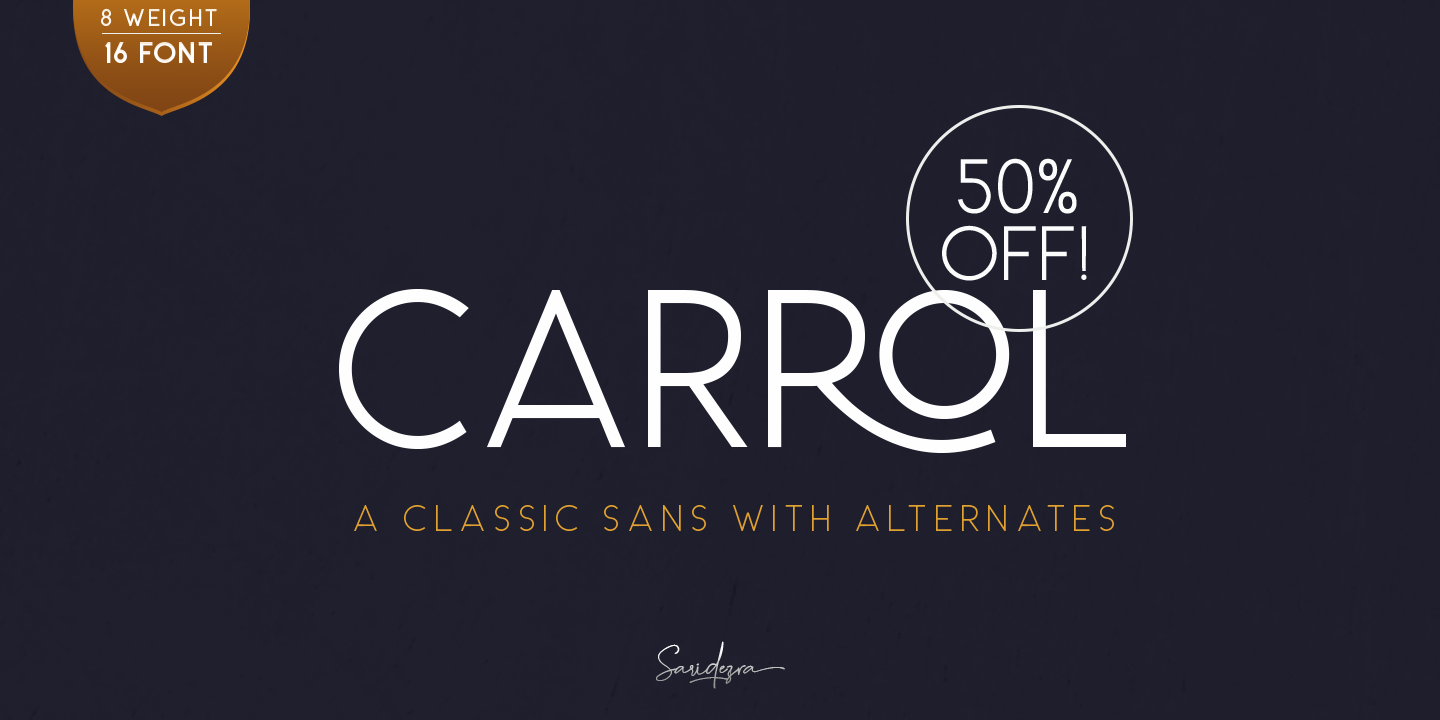 8 WEIGHT
16 FONT
50%
OFF!
CARROL
A CLASSIC SANS WITH ALTERNATES
Saridezra